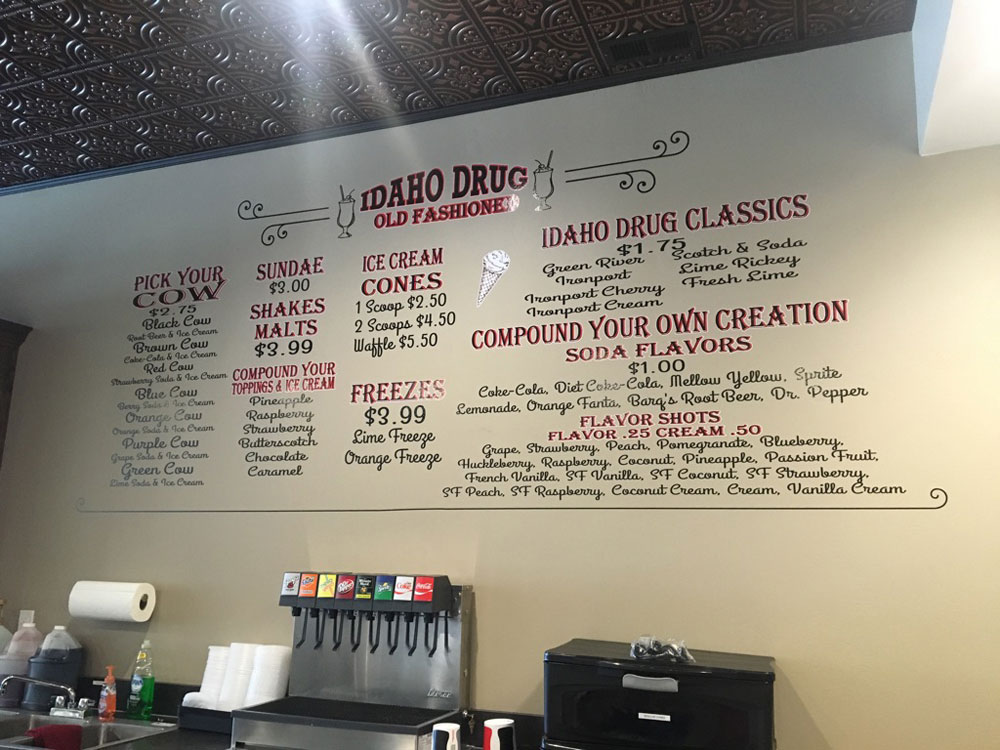 IDAHO DRUG
OLD FASHIONED
PICK YOUR
COW
$2.75
Black Cow
Root Beer & Ice Cream
Brown Cow
Coke-Cola & Ice Cream
Red Cow
Strawberry Soda & Ice Cream
Blue Cow
Berry Soda & Ice Cream
Orange Cow
Orange Soda & Ice Cream
Purple Cow
Grape Soda & Ice Cream
Green Cow
Lime Soda & Ice Cream
SUNDAE
$3.00
SHAKES
MALTS
$3.99
COMPOUND YOUR
TOPPINGS & ICE CREAM
Pineapple
Raspberry
Strawberry
Butterscotch
Chocolate
Caramel
ICE CREAM
CONES
1 Scoop $2.50
2 Scoops $4.50
Waffle $5.50
FREEZES
$3.99
Lime Freeze
Orange Freeze
IDAHO DRUG CLASSICS
$1.75
Green River
Ironport
Ironport Cherry
Ironport Cream
Scotch & Soda
Lime Rickey
Fresh Lime
COMPOUND YOUR OWN CREATION
SODA FLAVORS
$1.00
Coke-Cola, Diet Coke-Cola, Mellow Yellow, Sprite
Lemonade, Orange Fanta, Barq's Root Beer, Dr. Pepper
FLAVOR SHOTS
FLAVOR .25 CREAM .50
Grape, Strawberry, Peach, Pomegranate, Blueberry,
Huckleberry, Raspberry, Coconut, Pineapple, Passion Fruit,
French Vanilla, SF Vanilla, SF Coconut, SF Strawberry,
SF Peach, SF Raspberry, Coconut Cream, Cream, Vanilla Cream